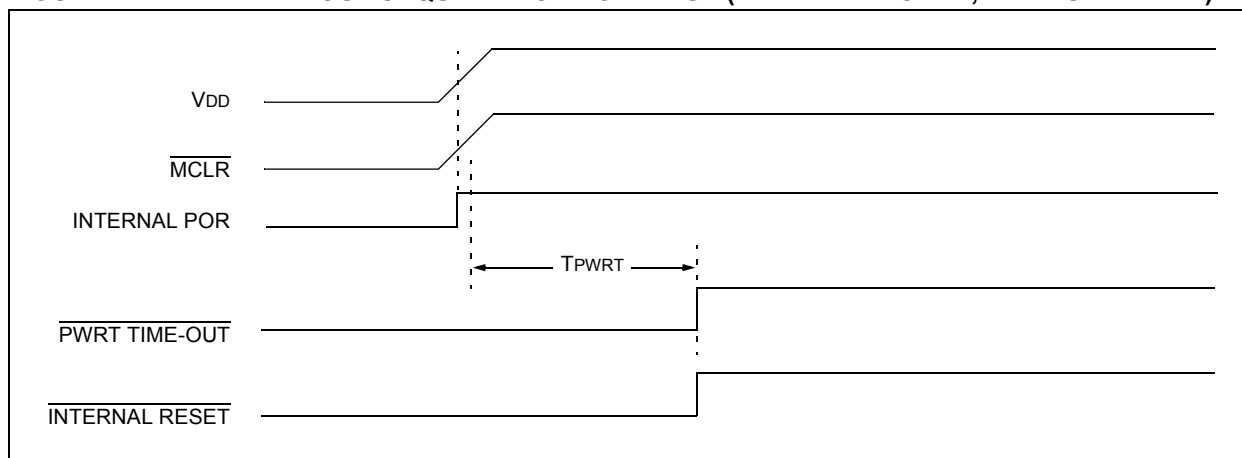 VDD
MCLR
INTERNAL POR
TPWRT
PWRT TIME-OUT
INTERNAL RESET